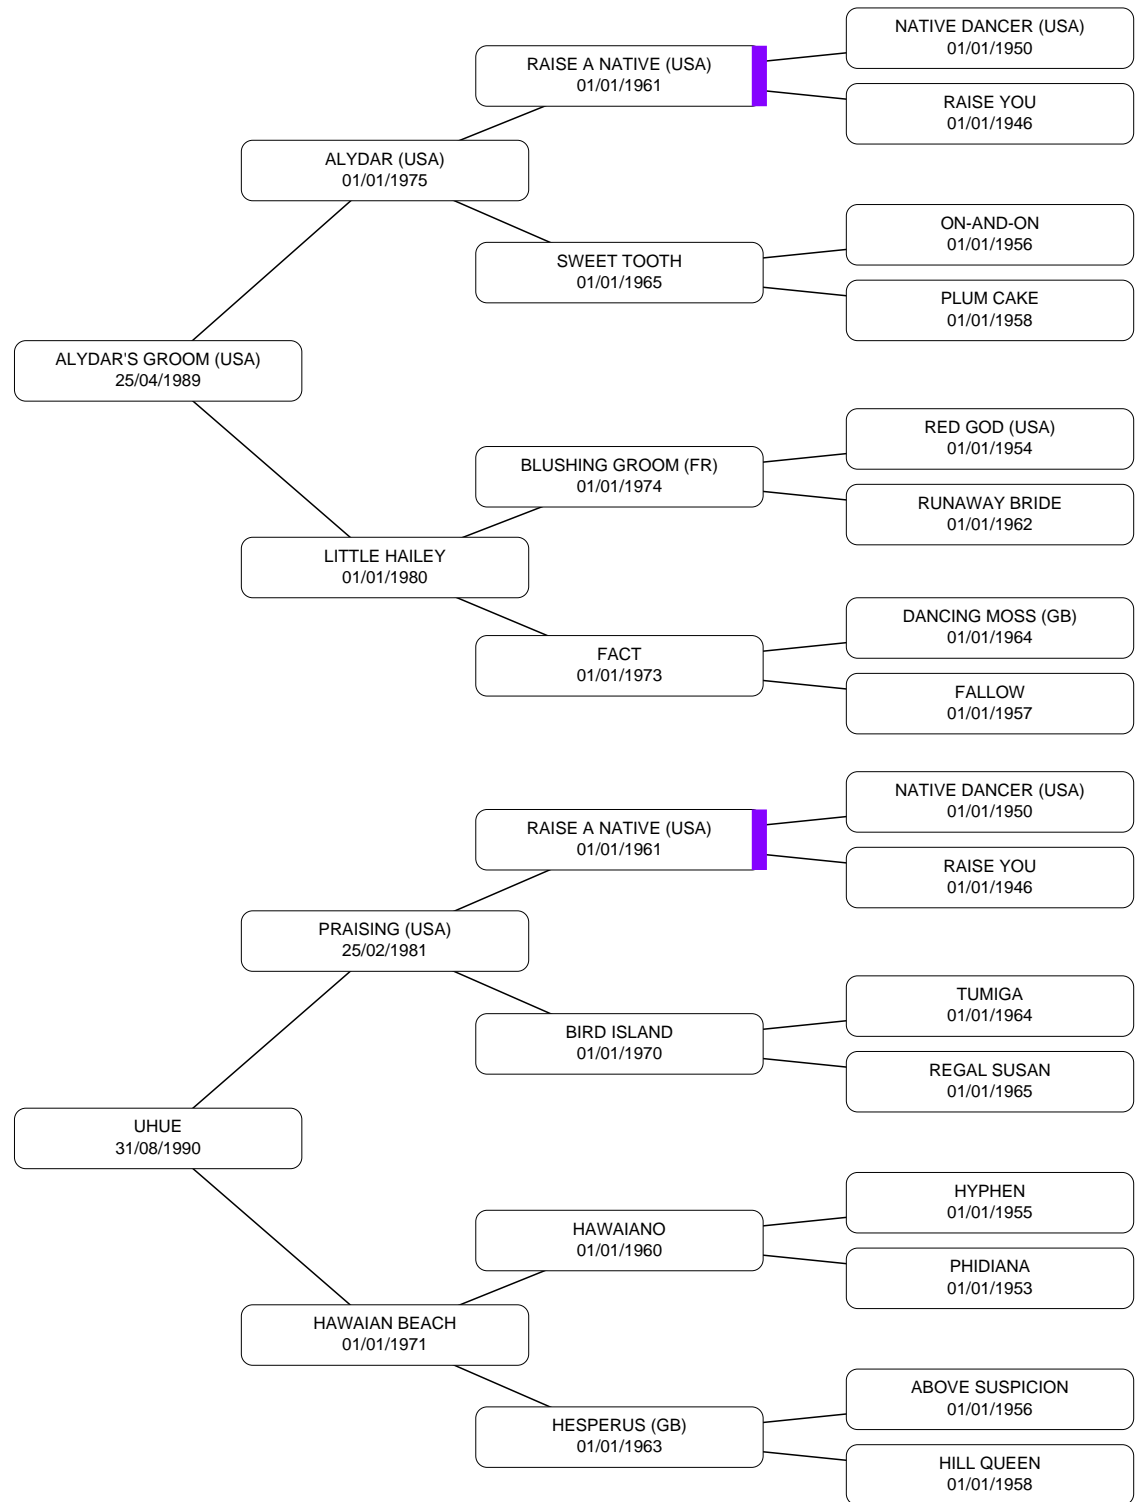 NATIVE DANCER (USA)
01/01/1950
RAISE A NATIVE (USA)
01/01/1961
RAISE YOU
01/01/1946
ALYDAR (USA)
01/01/1975
ON-AND-ON
01/01/1956
SWEET TOOTH
01/01/1965
PLUM CAKE
01/01/1958
ALYDAR'S GROOM (USA)
25/04/1989
RED GOD (USA)
01/01/1954
BLUSHING GROOM (FR)
01/01/1974
RUNAWAY BRIDE
01/01/1962
LITTLE HAILEY
01/01/1980
DANCING MOSS (GB)
01/01/1964
FACT
01/01/1973
FALLOW
01/01/1957
NATIVE DANCER (USA)
01/01/1950
RAISE A NATIVE (USA)
01/01/1961
RAISE YOU
01/01/1946
PRAISING (USA)
25/02/1981
TUMIGA
01/01/1964
BIRD ISLAND
01/01/1970
REGAL SUSAN
01/01/1965
UHUE
31/08/1990
HYPHEN
01/01/1955
HAWAIANO
01/01/1960
PHIDIANA
01/01/1953
HAWAIAN BEACH
01/01/1971
ABOVE SUSPICION
01/01/1956
HESPERUS (GB)
01/01/1963
HILL QUEEN
01/01/1958